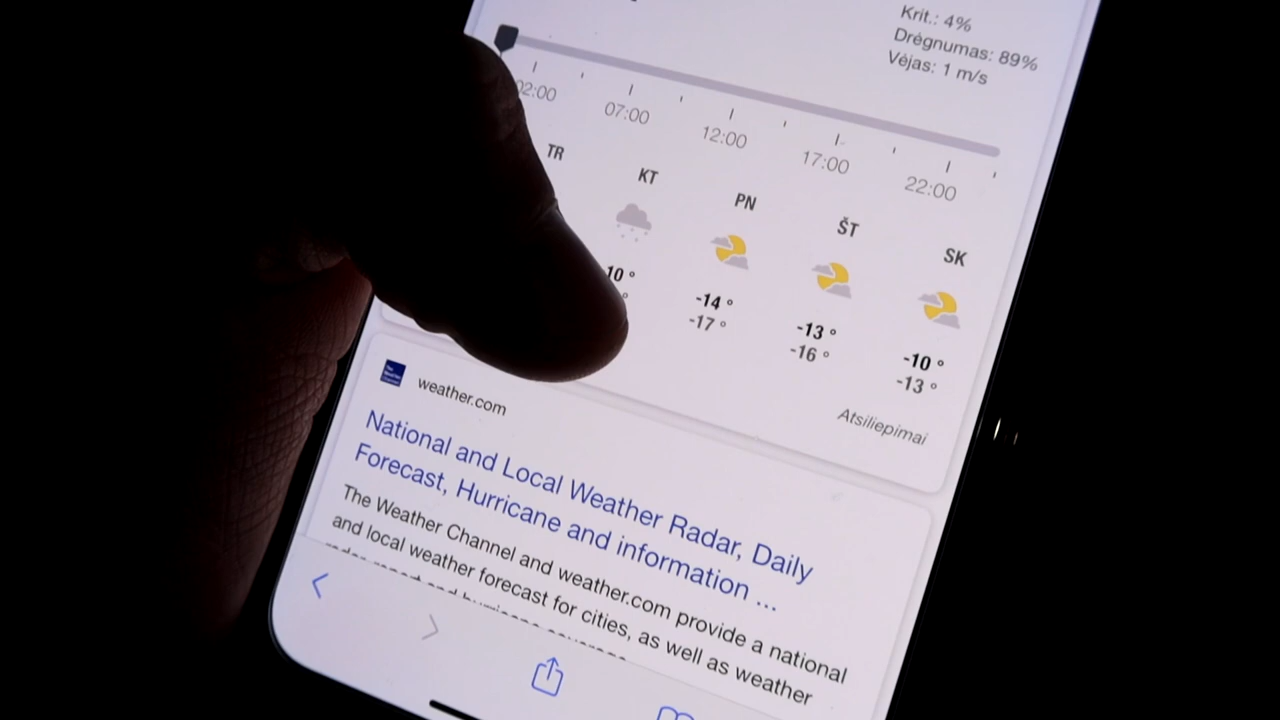 Krit.: 4%
Drėgnumas: 89%
Vėjas: 1 m/s
02:00 07:00 12:00 17:00 22:00
TR KT PN ŠT SK
10° -14° -13° -10°
-17° -16° -13°
Atsiliepimai
weather.com
National and Local Weather Radar, Daily
Forecast, Hurricane and information ...
The Weather Channel and weather.com provide a national
and local weather forecast for cities, as well as weather